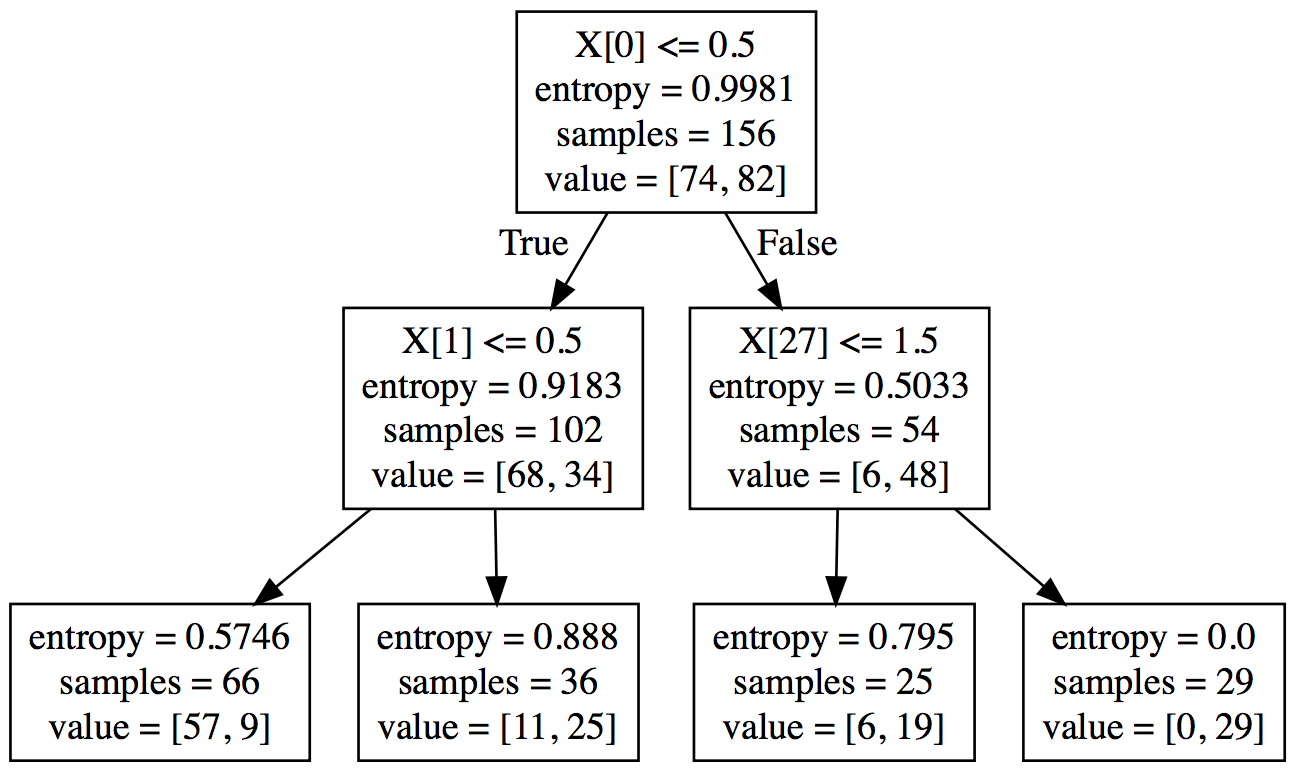 X[0] <= 0.5
entropy = 0.9981
samples = 156
value = [74, 82]
True
False
X[1] <= 0.5
entropy = 0.9183
samples = 102
value = [68, 34]
X[27] <= 1.5
entropy = 0.5033
samples = 54
value = [6, 48]
entropy = 0.5746
samples = 66
value = [57, 9]
entropy = 0.888
samples = 36
value = [11, 25]
entropy = 0.795
samples = 25
value = [6, 19]
entropy = 0.0
samples = 29
value = [0, 29]